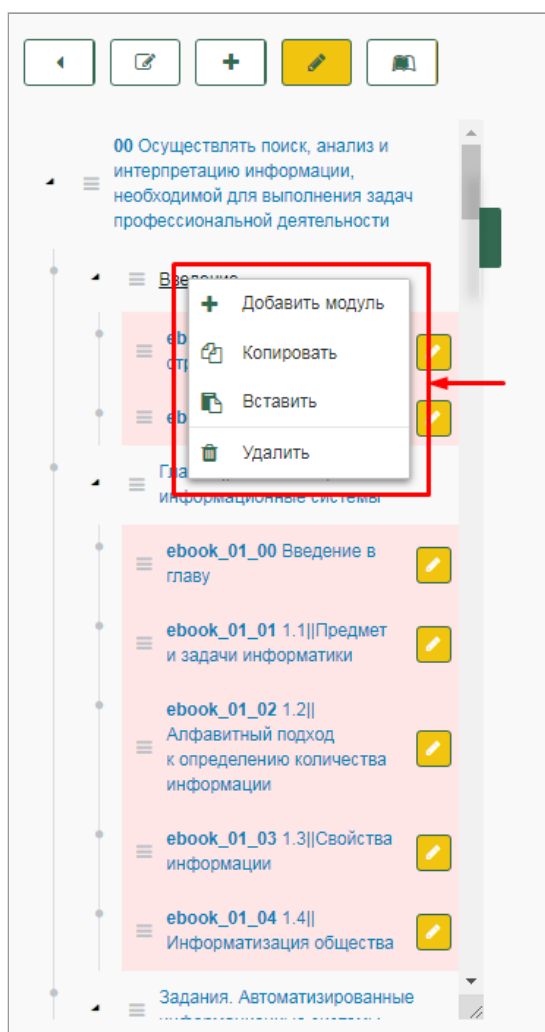 00 Осуществлять поиск, анализ и
интерпретацию информации,
необходимой для выполнения задач
профессиональной деятельности
Введение
Добавить модуль
Копировать
Вставить
Удалить
информационные системы
ebook_01_00 Введение в
главу
ebook_01_01 1.1||Предмет
и задачи информатики
ebook_01_02 1.2||
Алфавитный подход
к определению количества
информации
ebook_01_03 1.3||Свойства
информации
ebook_01_04 1.4||
Информатизация общества
Задания. Автоматизированные